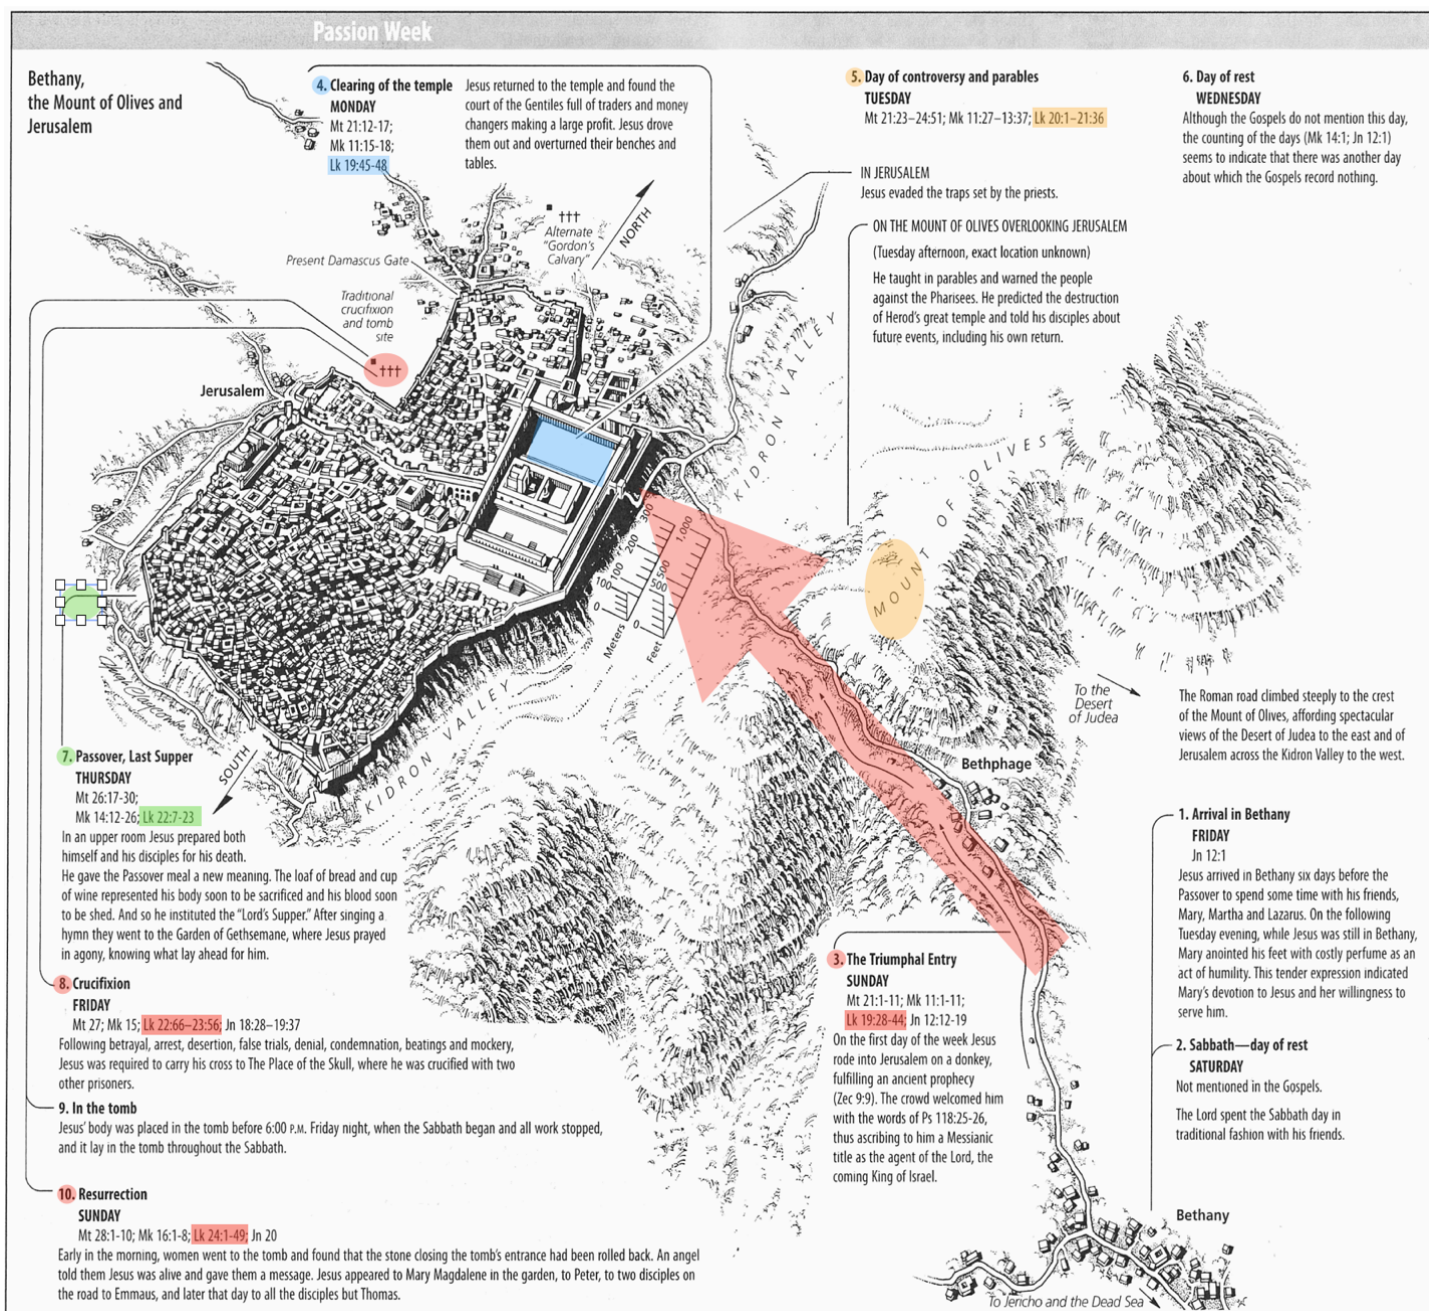 Passion Week
Bethany,
the Mount of Olives and
Jerusalem
4. Clearing of the temple
MONDAY
Mt 21:12-17;
Mk 11:15-18;
Lk 19:45-48
Jesus returned to the temple and found the
court of the Gentiles full of traders and money
changers making a large profit. Jesus drove
them out and overturned their benches and
tables.
5. Day of controversy and parables
TUESDAY
Mt 21:23–24:51; Mk 11:27–13:37; Lk 20:1–21:36
IN JERUSALEM
Jesus evaded the traps set by the priests.
ON THE MOUNT OF OLIVES OVERLOOKING JERUSALEM
(Tuesday afternoon, exact location unknown)
He taught in parables and warned the people
against the Pharisees. He predicted the destruction
of Herod's great temple and told his disciples about
future events, including his own return.
6. Day of rest
WEDNESDAY
Although the Gospels do not mention this day,
the counting of the days (Mk 14:1; Jn 12:1)
seems to indicate that there was another day
about which the Gospels record nothing.
†††
Alternate
"Gordon's
Calvary"
NORTH
Present Damascus Gate
Traditional
crucifixion
and tomb
site
†††
Jerusalem
KIDRON VALLEY
MOUNT OF OLIVES
300
200
100
100
0
Meters
1,000
500
500
0
Feet
KIDRON VALLEY
SOUTH
To the
Desert
of Judea
The Roman road climbed steeply to the crest
of the Mount of Olives, affording spectacular
views of the Desert of Judea to the east and of
Jerusalem across the Kidron Valley to the west.
Bethphage
7. Passover, Last Supper
THURSDAY
Mt 26:17-30;
Mk 14:12-26; Lk 22:7-23
In an upper room Jesus prepared both
himself and his disciples for his death.
He gave the Passover meal a new meaning. The loaf of bread and cup
of wine represented his body soon to be sacrificed and his blood soon
to be shed. And so he instituted the "Lord's Supper." After singing a
hymn they went to the Garden of Gethsemane, where Jesus prayed
in agony, knowing what lay ahead for him.
8. Crucifixion
FRIDAY
Mt 27; Mk 15; Lk 22:66–23:56; Jn 18:28–19:37
Following betrayal, arrest, desertion, false trials, denial, condemnation, beatings and mockery,
Jesus was required to carry his cross to The Place of the Skull, where he was crucified with two
other prisoners.
9. In the tomb
Jesus' body was placed in the tomb before 6:00 P.M. Friday night, when the Sabbath began and all work stopped,
and it lay in the tomb throughout the Sabbath.
10. Resurrection
SUNDAY
Mt 28:1-10; Mk 16:1-8; Lk 24:1-49; Jn 20
Early in the morning, women went to the tomb and found that the stone closing the tomb's entrance had been rolled back. An angel
told them Jesus was alive and gave them a message. Jesus appeared to Mary Magdalene in the garden, to Peter, to two disciples on
the road to Emmaus, and later that day to all the disciples but Thomas.
3. The Triumphal Entry
SUNDAY
Mt 21:1-11; Mk 11:1-11;
Lk 19:28-44; Jn 12:12-19
On the first day of the week Jesus
rode into Jerusalem on a donkey,
fulfilling an ancient prophecy
(Zec 9:9). The crowd welcomed him
with the words of Ps 118:25-26,
thus ascribing to him a Messianic
title as the agent of the Lord, the
coming King of Israel.
1. Arrival in Bethany
FRIDAY
Jn 12:1
Jesus arrived in Bethany six days before the
Passover to spend some time with his friends,
Mary, Martha and Lazarus. On the following
Tuesday evening, while Jesus was still in Bethany,
Mary anointed his feet with costly perfume as an
act of humility. This tender expression indicated
Mary's devotion to Jesus and her willingness to
serve him.
2. Sabbath—day of rest
SATURDAY
Not mentioned in the Gospels.
The Lord spent the Sabbath day in
traditional fashion with his friends.
Bethany
To Jericho and the Dead Sea